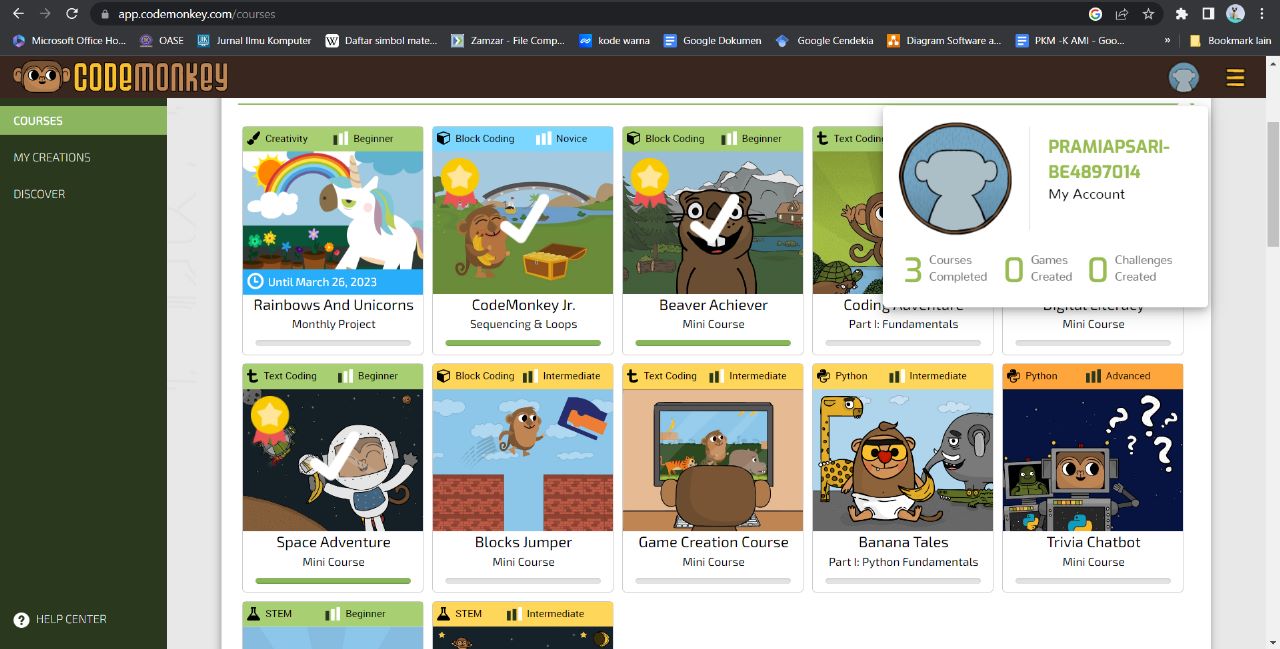 app.codemonkey.com/courses
Microsoft Office Ho...
OASE
Jurnal Ilmu Komputer
Daftar simbol mate...
Zamzar - File Comp...
kode warna
Google Dokumen
Google Cendekia
Diagram Software a...
PKM -K AMI - Goo...
»
Bookmark lain
CODEMONKEY
COURSES
MY CREATIONS
DISCOVER
HELP CENTER
PRAMIAPSARI-
BE4897014
My Account
3 Courses
Completed
0 Games
Created
0 Challenges
Created
Creativity Beginner
Until March 26, 2023
Rainbows And Unicorns
Monthly Project
Block Coding Novice
CodeMonkey Jr.
Sequencing & Loops
Block Coding Beginner
Beaver Achiever
Mini Course
Text Codin
Coding Adventure
Part I: Fundamentals
Digital Literacy
Mini Course
Text Coding Beginner
Space Adventure
Mini Course
Block Coding Intermediate
Blocks Jumper
Mini Course
Text Coding Intermediate
Game Creation Course
Mini Course
Python Intermediate
Banana Tales
Part I: Python Fundamentals
Python Advanced
Trivia Chatbot
Mini Course
STEM Beginner
STEM Intermediate